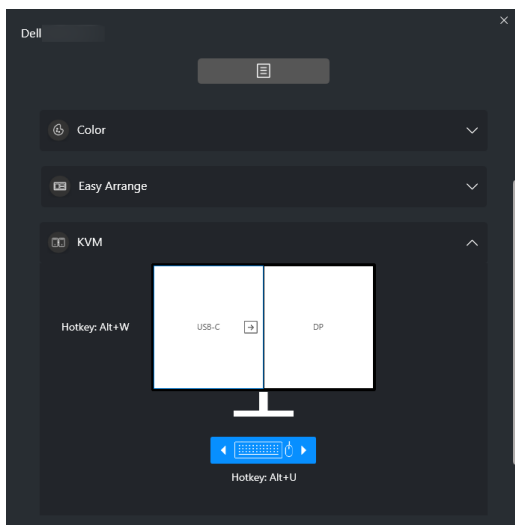 Dell
Color
Easy Arrange
KVM
Hotkey: Alt+W
USB-C
DP
Hotkey: Alt+U